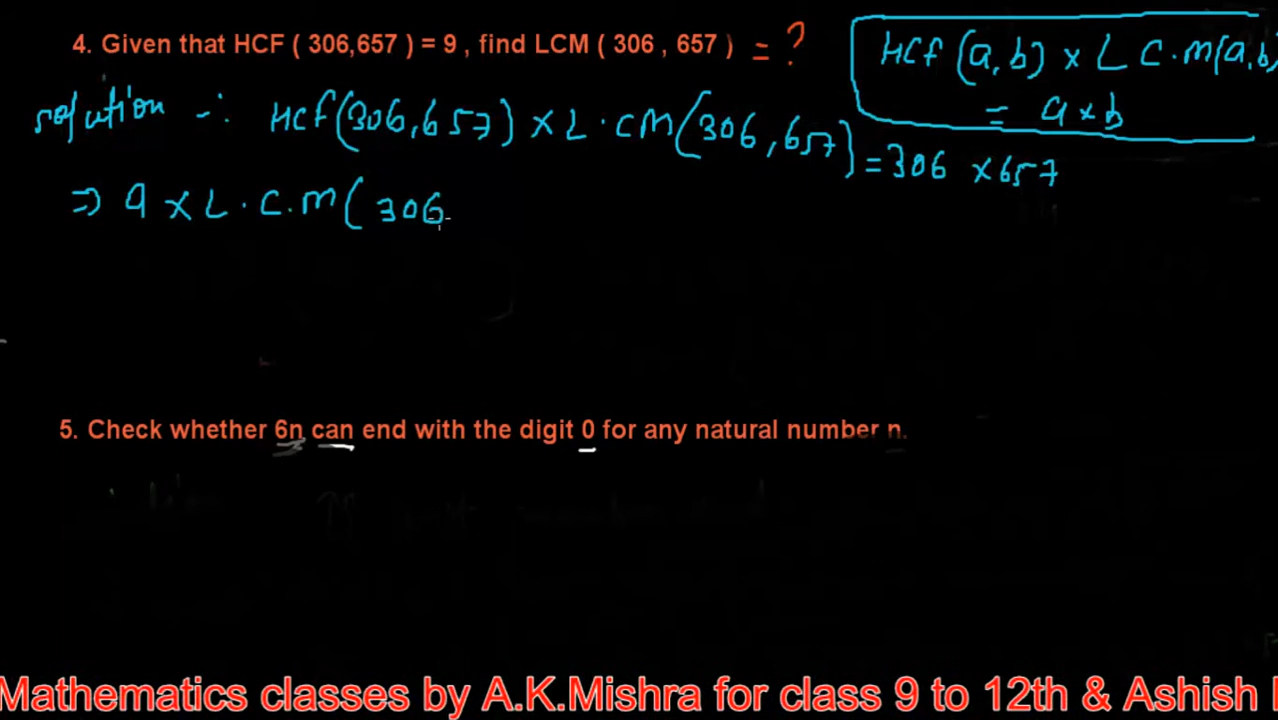 4. Given that HCF ( 306,657 ) = 9 , find LCM ( 306 , 657 ) = ?
HCf (a, b) x L C.M(a, b)
= a x b
solution -: HCf(306,657) x L.CM(306,657) = 306 x 657
=> 9 x L.C.M( 306
5. Check whether 6n can end with the digit 0 for any natural number n.
Mathematics classes by A.K.Mishra for class 9 to 12th & Ashish